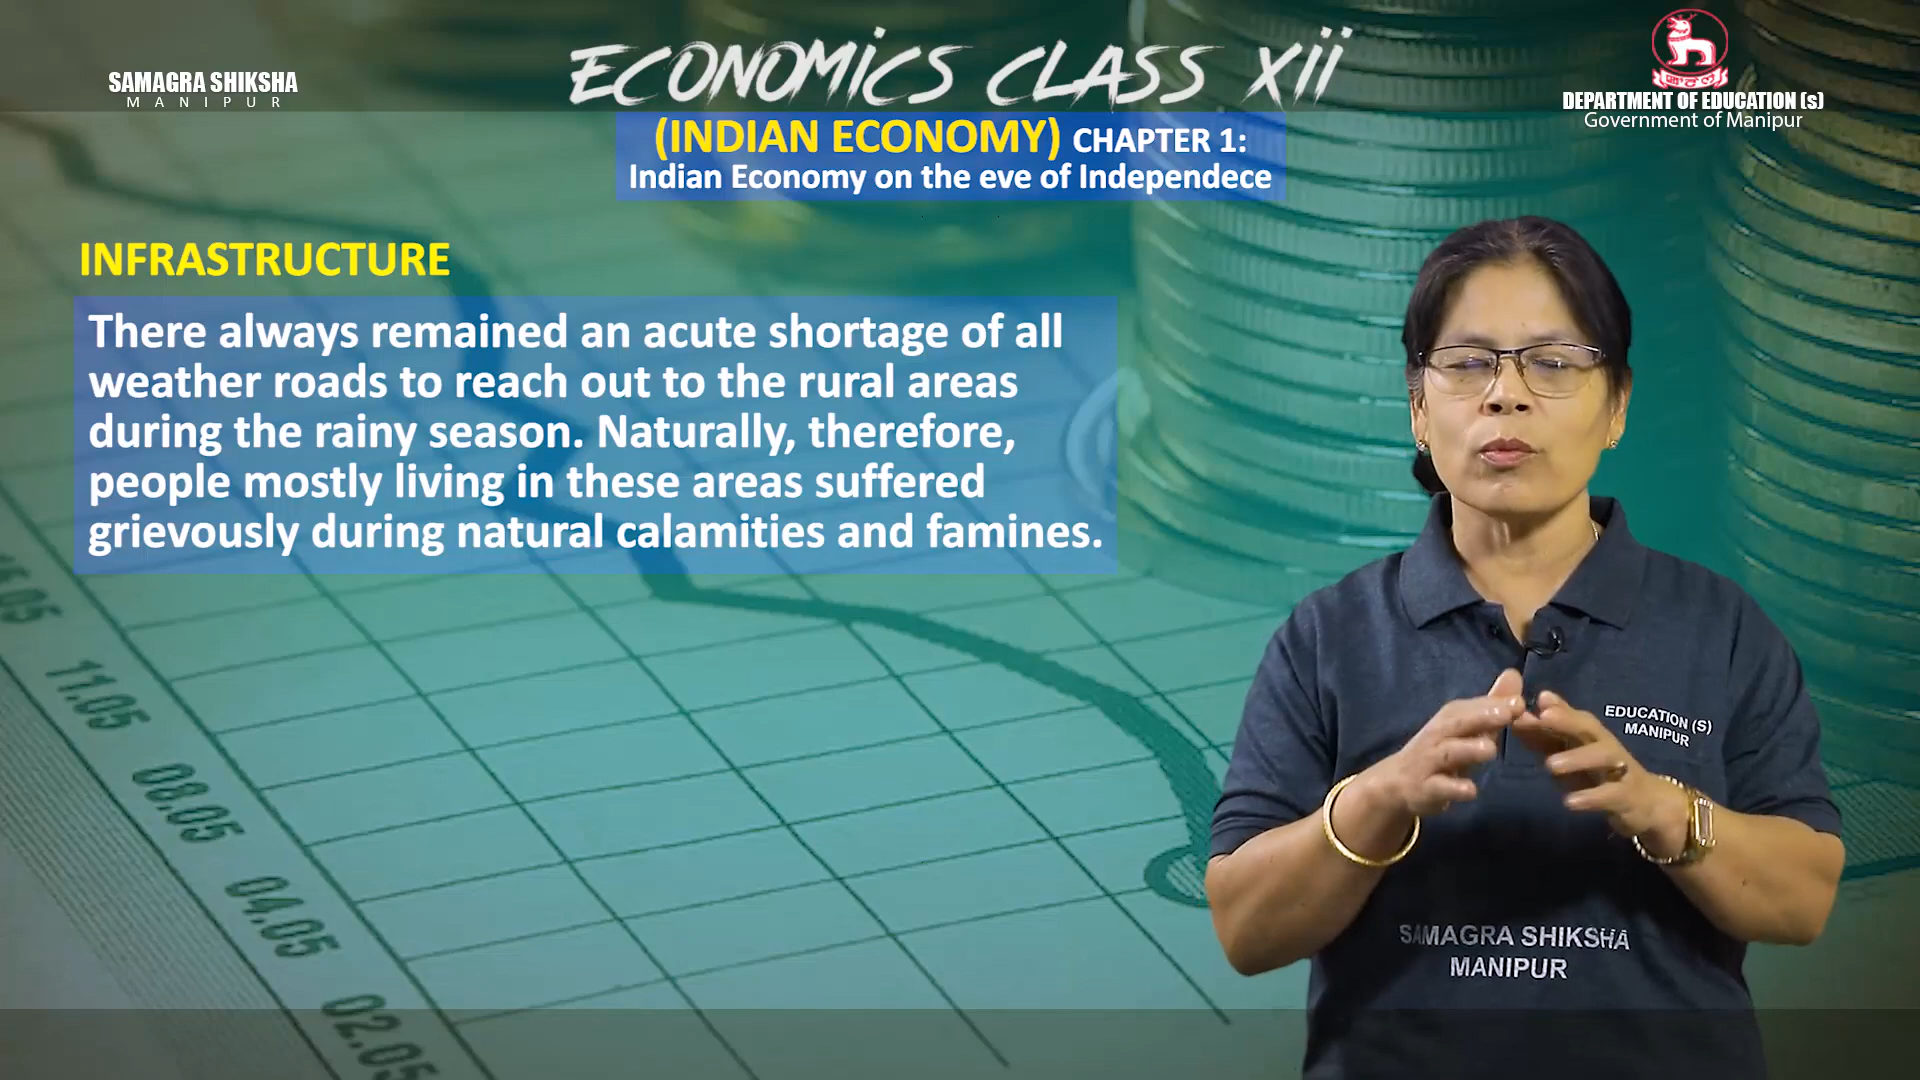 SAMAGRA SHIKSHA
MANIPUR
ECONOMICS CLASS Xii
DEPARTMENT OF EDUCATION (s)
Government of Manipur
(INDIAN ECONOMY) CHAPTER 1:
Indian Economy on the eve of Independece
INFRASTRUCTURE
There always remained an acute shortage of all
weather roads to reach out to the rural areas
during the rainy season. Naturally, therefore,
people mostly living in these areas suffered
grievously during natural calamities and famines.
11.05
08.05
04.05
02.05
EDUCATION (S)
MANIPUR
SAMAGRA SHIKSHA
MANIPUR